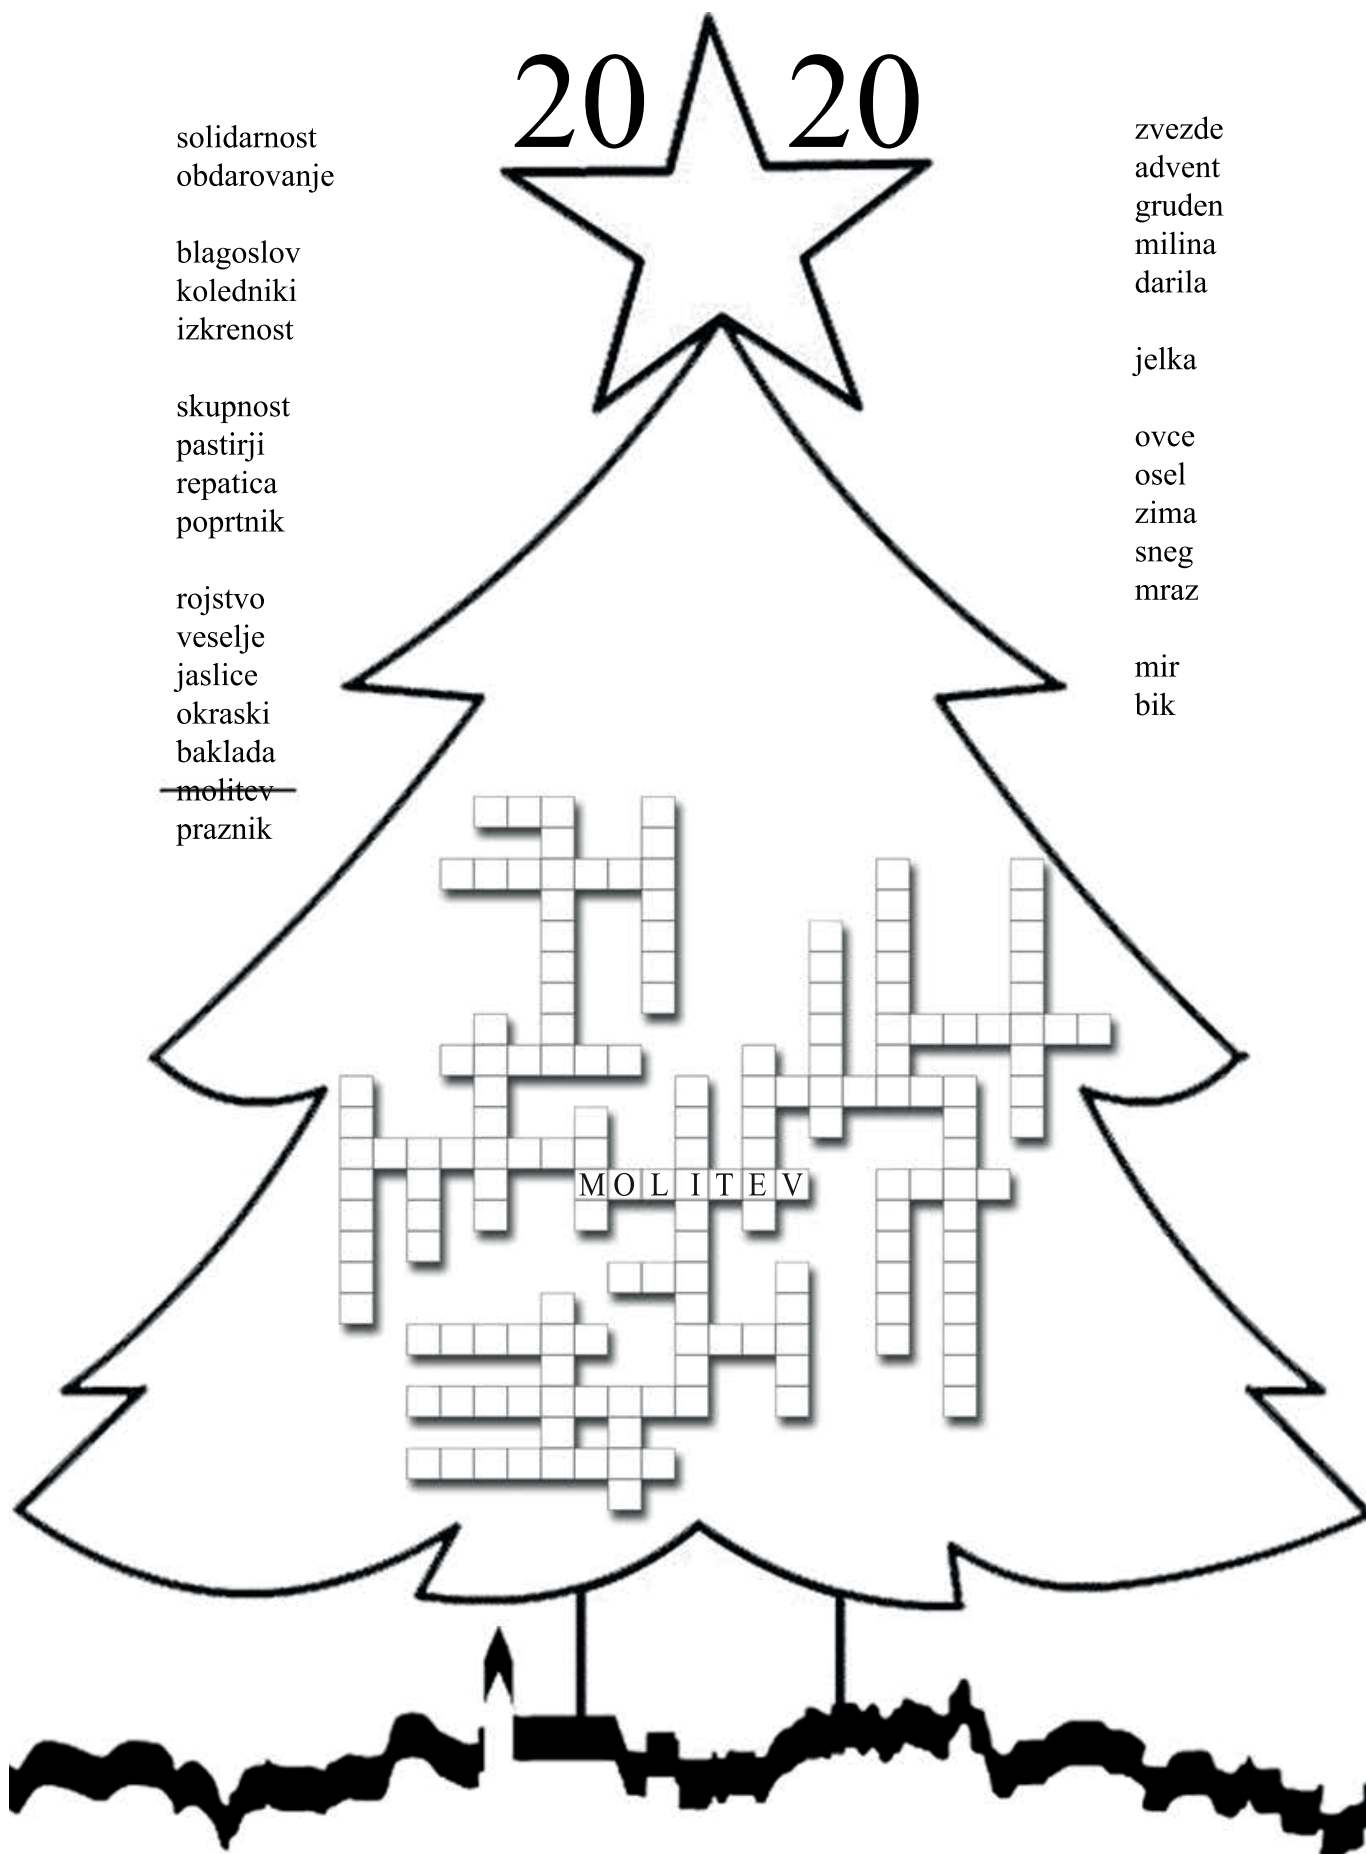 20 20
solidarnost
obdarovanje
blagoslov
koledniki
izkrenost
skupnost
pastirji
repatica
poprtnik
rojstvo
veselje
jaslice
okraski
baklada
molitev
praznik
zvezde
advent
gruden
milina
darila
jelka
ovce
osel
zima
sneg
mraz
mir
bik
MOLITEV